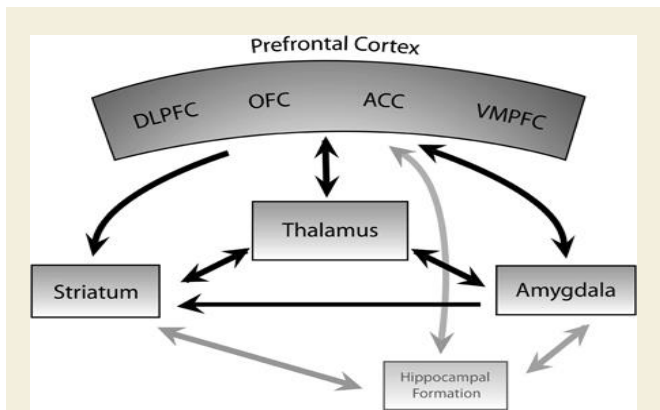 Prefrontal Cortex
DLPFC OFC ACC VMPFC
Thalamus
Striatum
Amygdala
Hippocampal
Formation